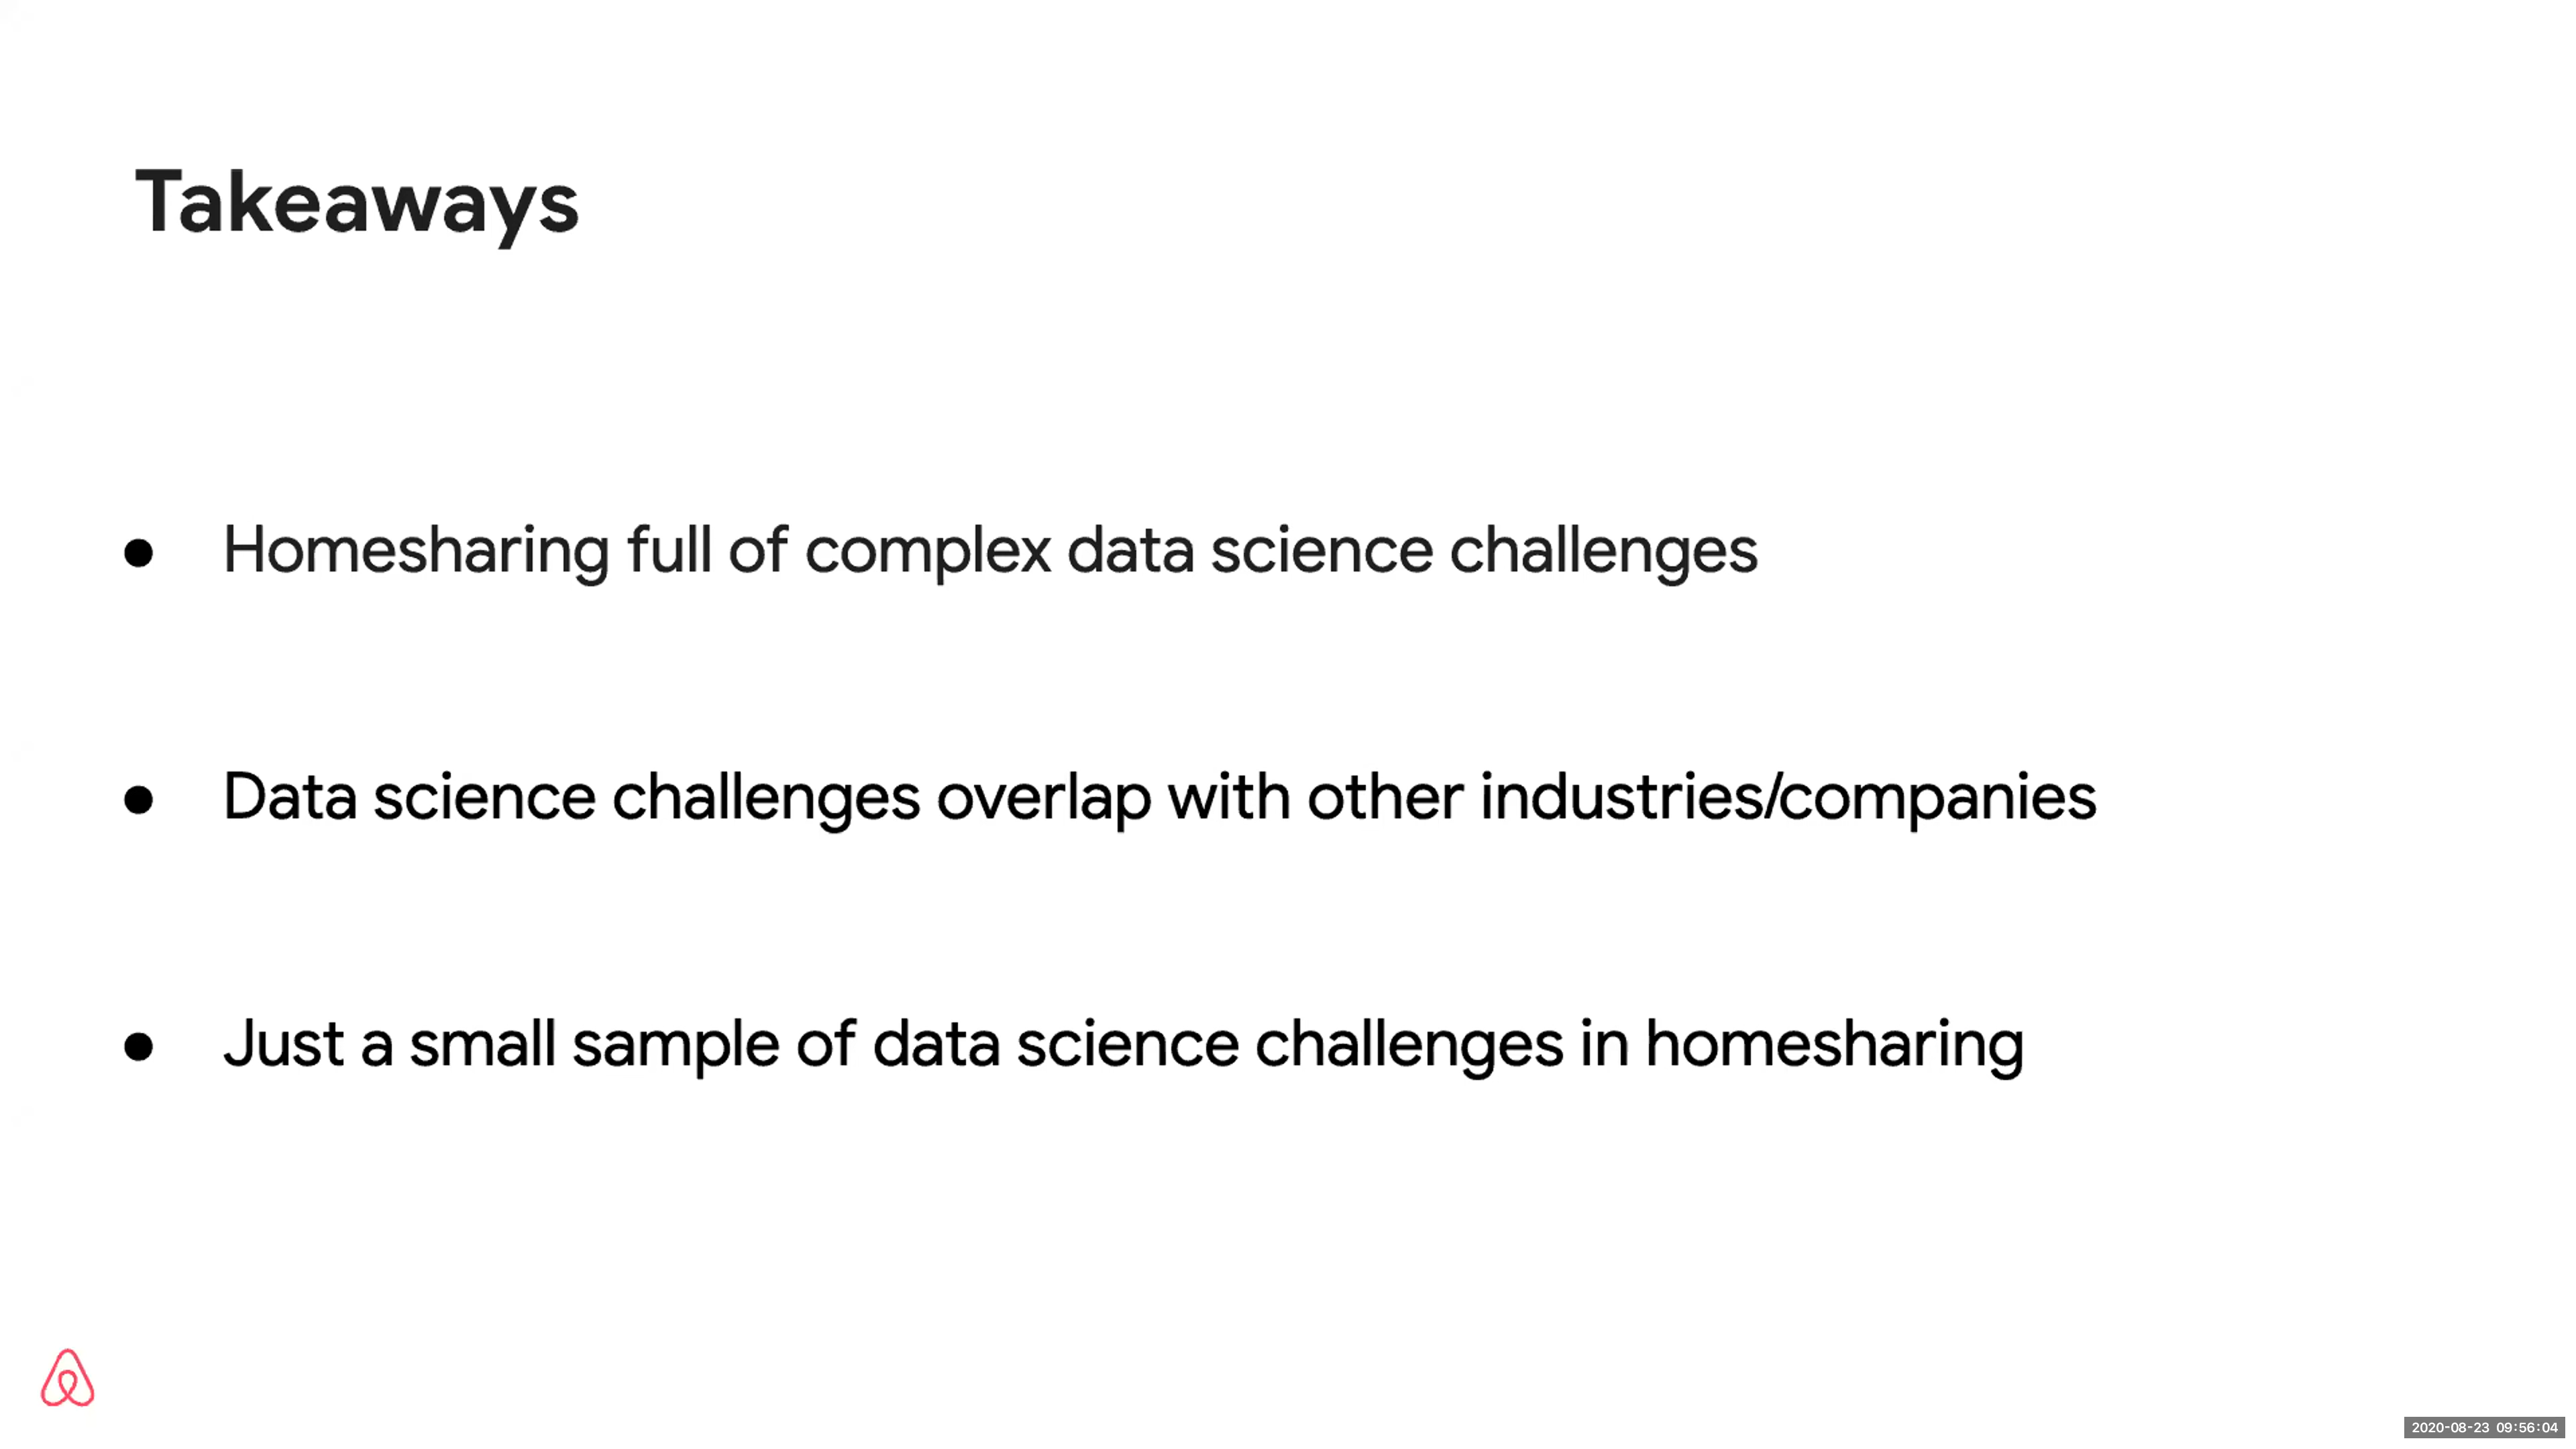 Takeaways
● Homesharing full of complex data science challenges
● Data science challenges overlap with other industries/companies
● Just a small sample of data science challenges in homesharing
2020-08-23 09:56:04